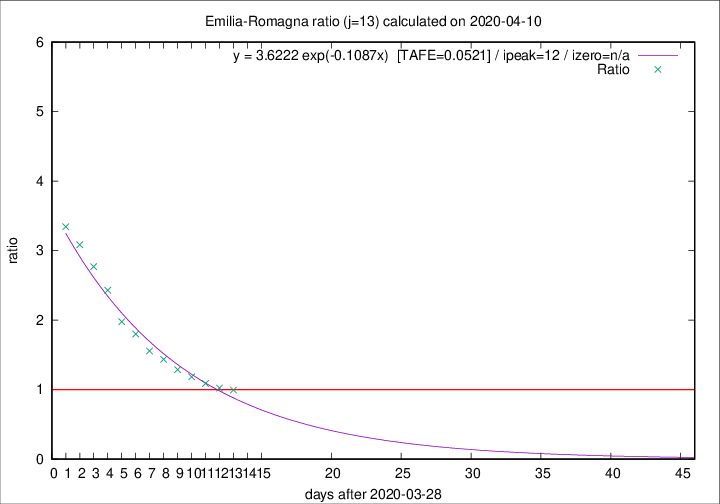 Emilia-Romagna ratio (j=13) calculated on 2020-04-10
y = 3.6222 exp(-0.1087x) [TAFE=0.0521] / ipeak=12 / izero=n/a
Ratio
6
5
4
3
2
1
0
ratio
0 1 2 3 4 5 6 7 8 9 10 11 12 13 14 15 20 25 30 35 40 45
days after 2020-03-28